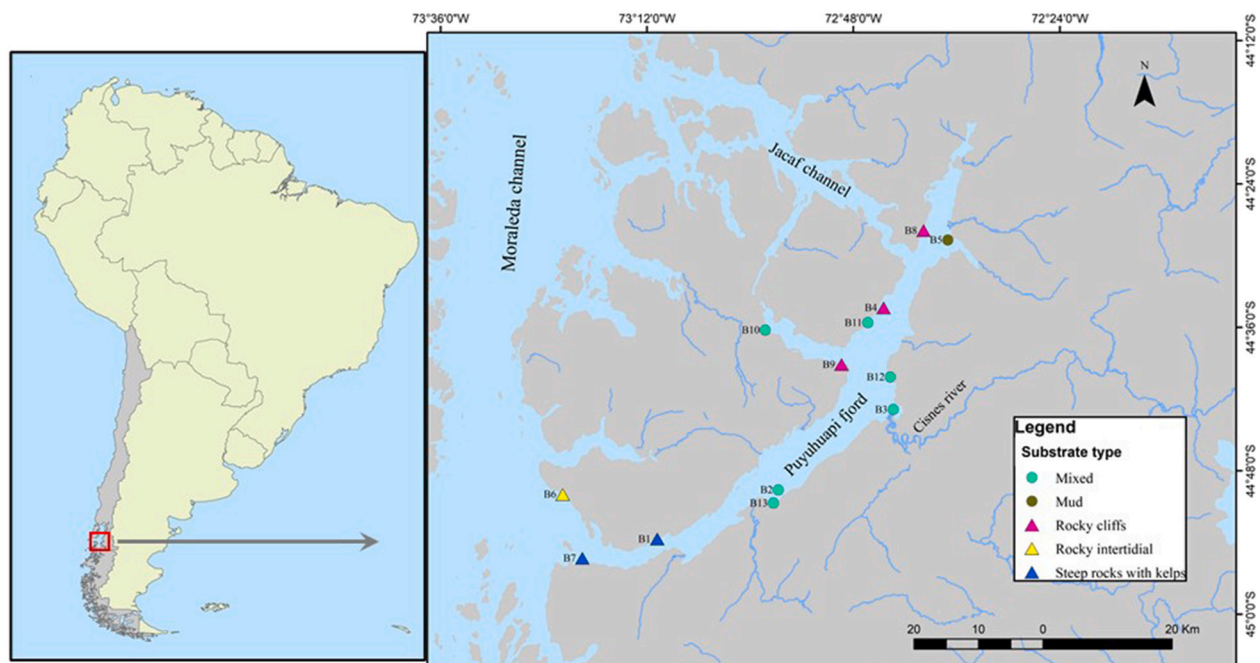 73°36'0"W
73°12'0"W
72°48'0"W
72°24'0"W
44°12'0"S
N
Moraleda channel
Jacaf channel
44°24'0"S
B8
B5
B4
B11
B10
44°36'0"S
B9
B12
B3
Cisnes river
Puyuhuapi fjord
Legend
Substrate type
Mixed
Mud
Rocky cliffs
Rocky intertidal
Steep rocks with kelps
44°48'0"S
B2
B13
B6
B1
B7
45°0'0"S
20 10 0 20 Km